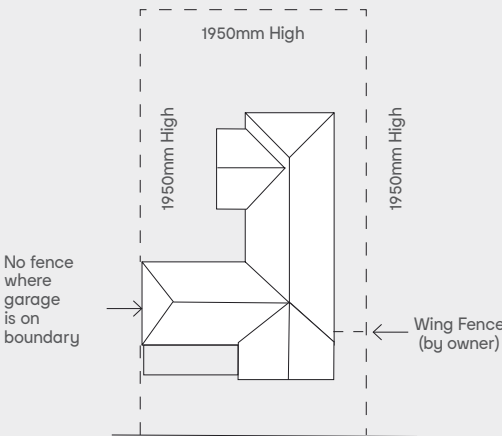 1950mm High
1950mm High
1950mm High
No fence
where
garage
is on
boundary
Wing Fence
(by owner)